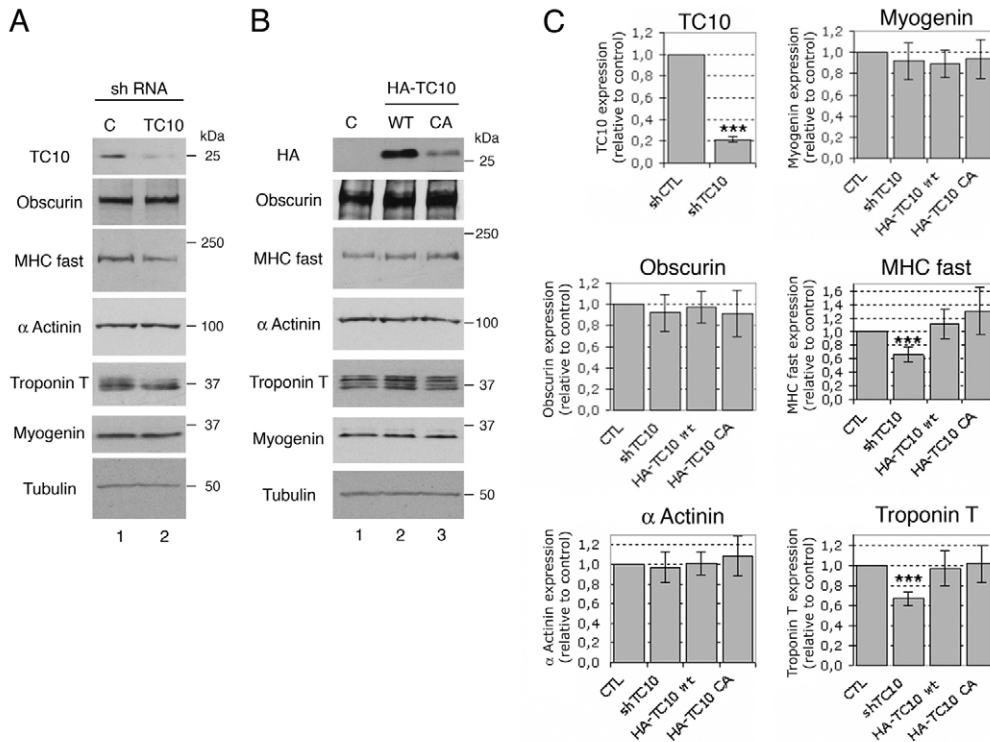 A
sh RNA
C TC10
kDa
TC10
25
Obscurin
MHC fast
250
α Actinin
100
Troponin T
37
Myogenin
37
Tubulin
50
1 2
B
HA-TC10
C WT CA
kDa
HA
25
Obscurin
MHC fast
250
α Actinin
100
Troponin T
37
Myogenin
37
Tubulin
50
1 2 3
C
TC10
TC10 expression
(relative to control)
1,2
1,0
0,8
0,6
0,4
0,2
0,0
***
shCTL
shTC10
Myogenin
Myogenin expression
(relative to control)
1,2
1,0
0,8
0,6
0,4
0,2
0,0
CTL
shTC10
HA-TC10 wt
HA-TC10 CA
Obscurin
Obscurin expression
(relative to control)
1,2
1,0
0,8
0,6
0,4
0,2
0,0
CTL
shTC10
HA-TC10 wt
HA-TC10 CA
MHC fast
MHC fast expression
(relative to control)
1,6
1,4
1,2
1,0
0,8
0,6
0,4
0,2
0,0
***
CTL
shTC10
HA-TC10 wt
HA-TC10 CA
α Actinin
α Actinin expression
(relative to control)
1,2
1,0
0,8
0,6
0,4
0,2
0,0
CTL
shTC10
HA-TC10 wt
HA-TC10 CA
Troponin T
Troponin T expression
(relative to control)
1,2
1,0
0,8
0,6
0,4
0,2
0,0
***
CTL
shTC10
HA-TC10 wt
HA-TC10 CA